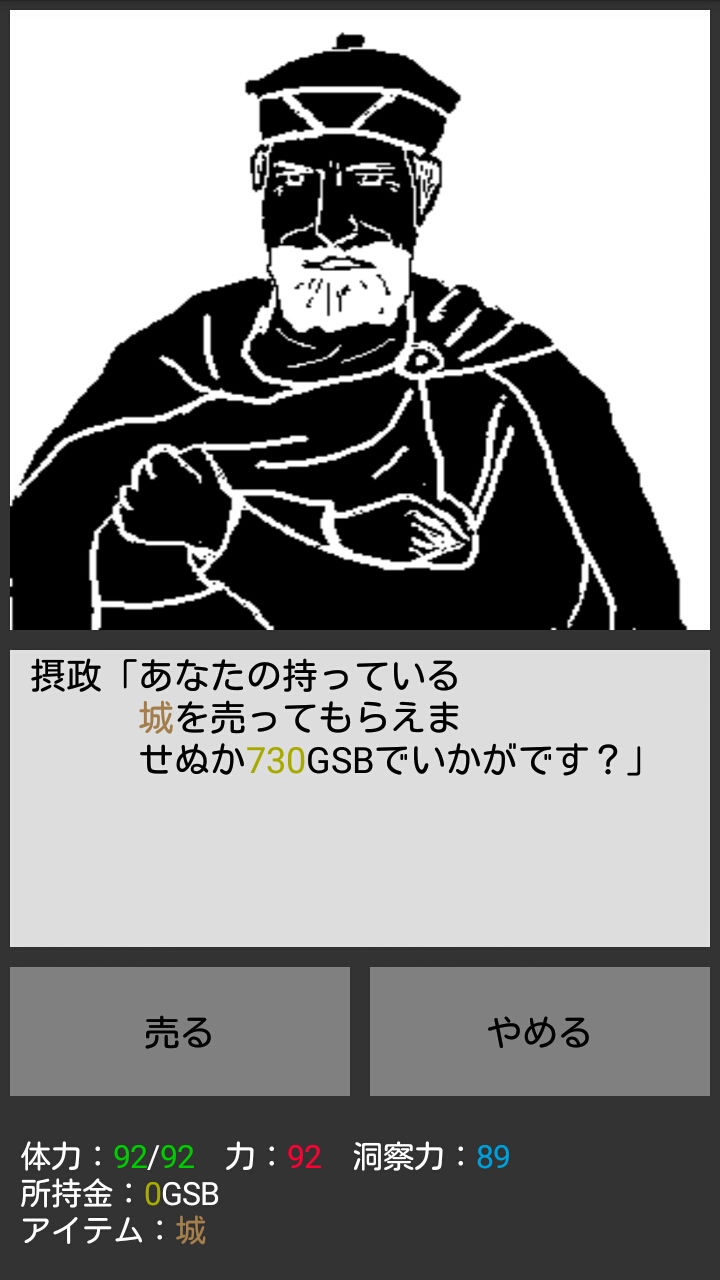 摂政「あなたの持っている
城を売ってもらえま
せぬか730GSBでいかがです？」
売る
やめる
体力：92/92　力：92　洞察力：89
所持金：0GSB
アイテム：城